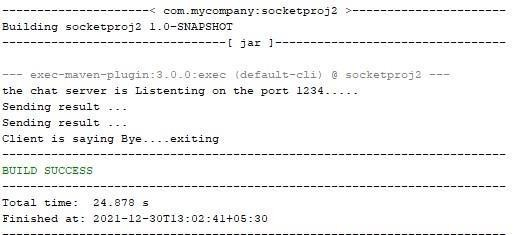 --------------------< com.mycompany:socketproj2 >---------------------
Building socketproj2 1.0-SNAPSHOT
--------------------------------[ jar ]---------------------------------
--- exec-maven-plugin:3.0.0:exec (default-cli) @ socketproj2 ---
the chat server is Listenting on the port 1234.....
Sending result ...
Sending result ...
Client is saying Bye....exiting
------------------------------------------------------------------------
BUILD SUCCESS
------------------------------------------------------------------------
Total time:  24.878 s
Finished at: 2021-12-30T13:02:41+05:30
------------------------------------------------------------------------